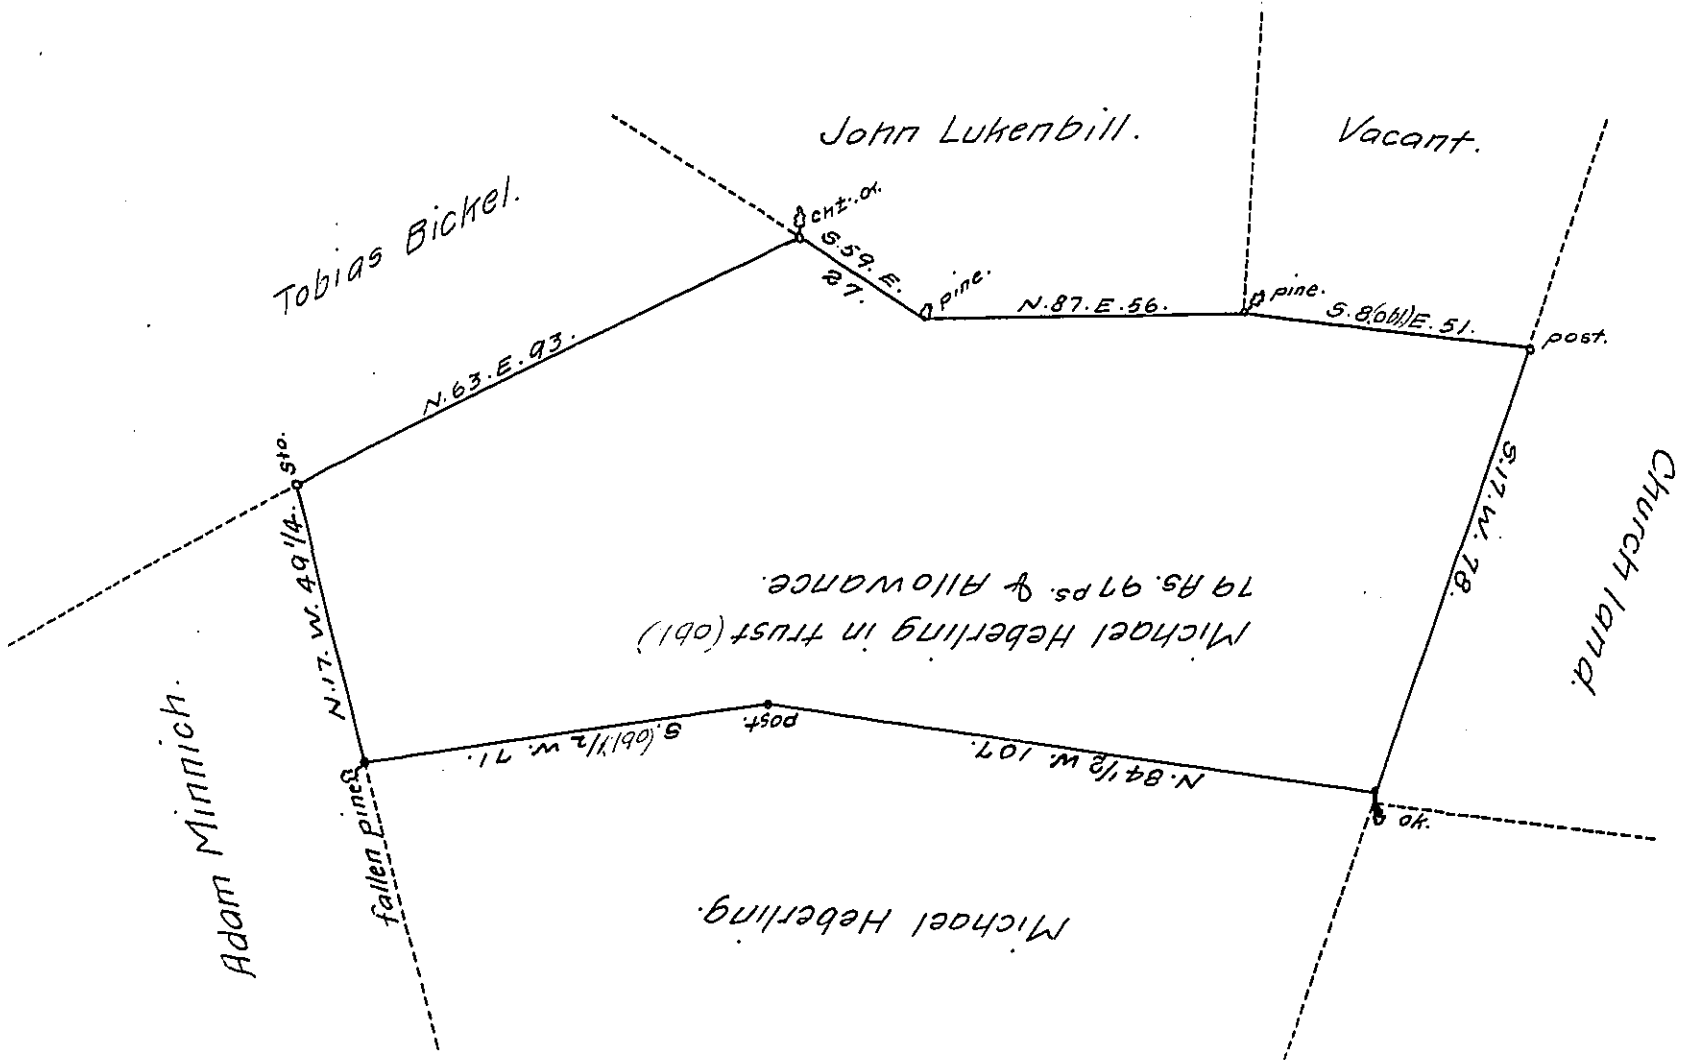 John Lukenbill.
Vacant.
Tobias Bickel.
cht. ok.
S.59.E.
27.
pine.
N.87.E.56.
pine.
S.8(obl)E.51.
post.
N.63.E.93.
sto.
N.17.W.49 1/4.
S.17.W.78.
Church land.
Michael Heberling in trust (obl)
79 As. 97 ps. & Allowance.
post.
S.(obl) 1/2 W.71.
N.84 1/2 W.107.
ok.
fallen pine
Adam Minnich.
Michael Heberling.